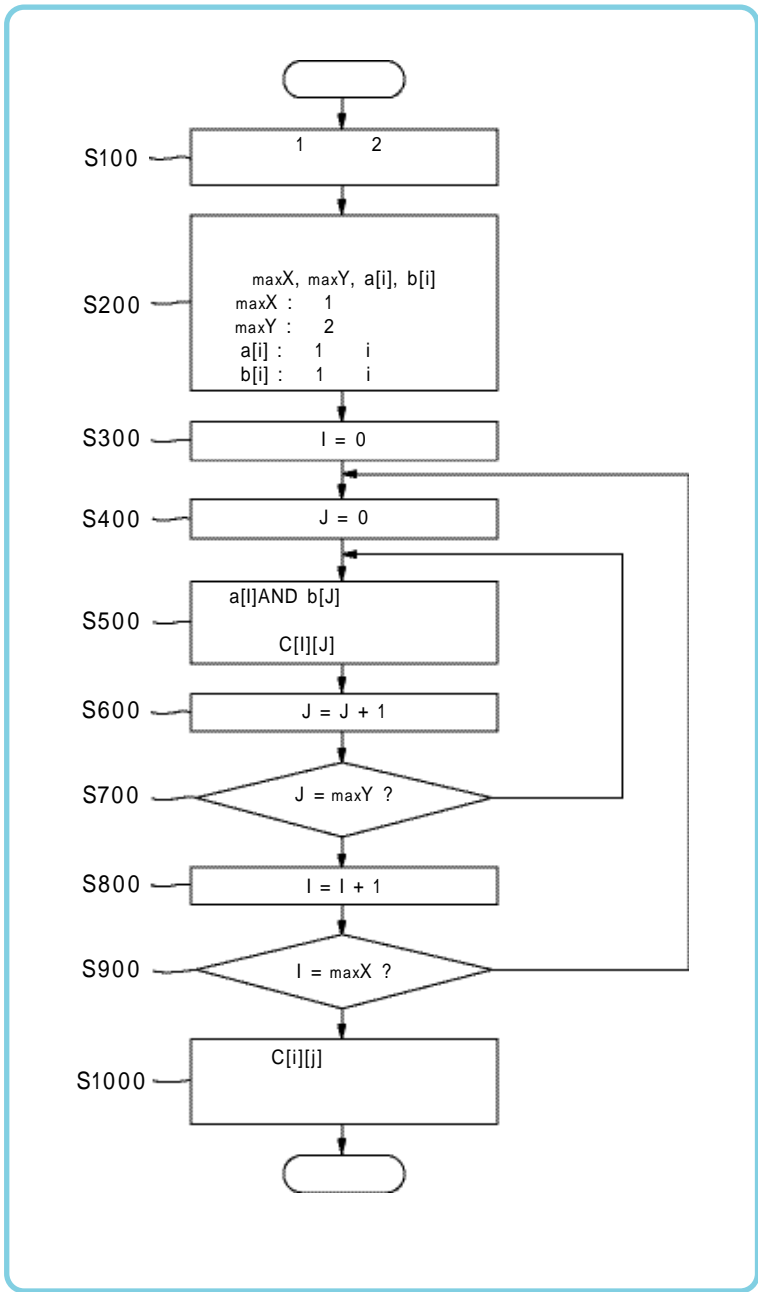 1 2
S100
maxX, maxY, a[i], b[i]
S200
maxX : 1
maxY : 2
a[i] : 1 i
b[i] : 1 i
S300
I = 0
S400
J = 0
a[I]AND b[J]
S500
C[I][J]
S600
J = J + 1
S700
J = maxY ?
S800
I = I + 1
S900
I = maxX ?
C[i][j]
S1000